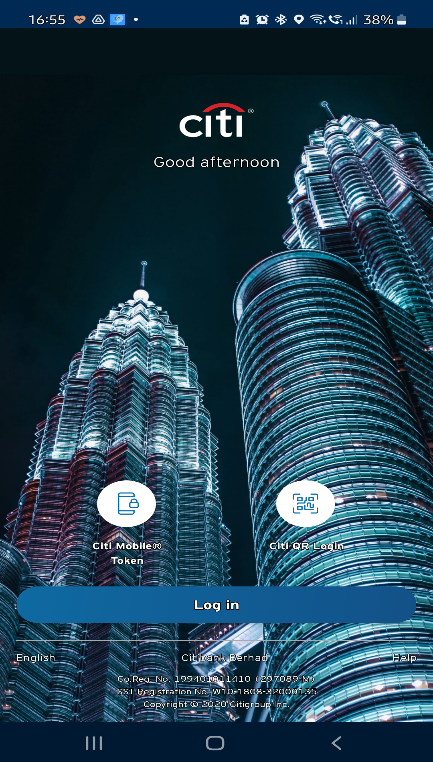 16:55
38%
citi®
Good afternoon
Citi Mobile®
Token
Citi QR Login
Log in
English
Citibank Berhad
Help
Co.Reg. No. 199401011410 (297089-M)
SST Registration No. W10-1808-32000135
Copyright © 2020 Citigroup Inc.